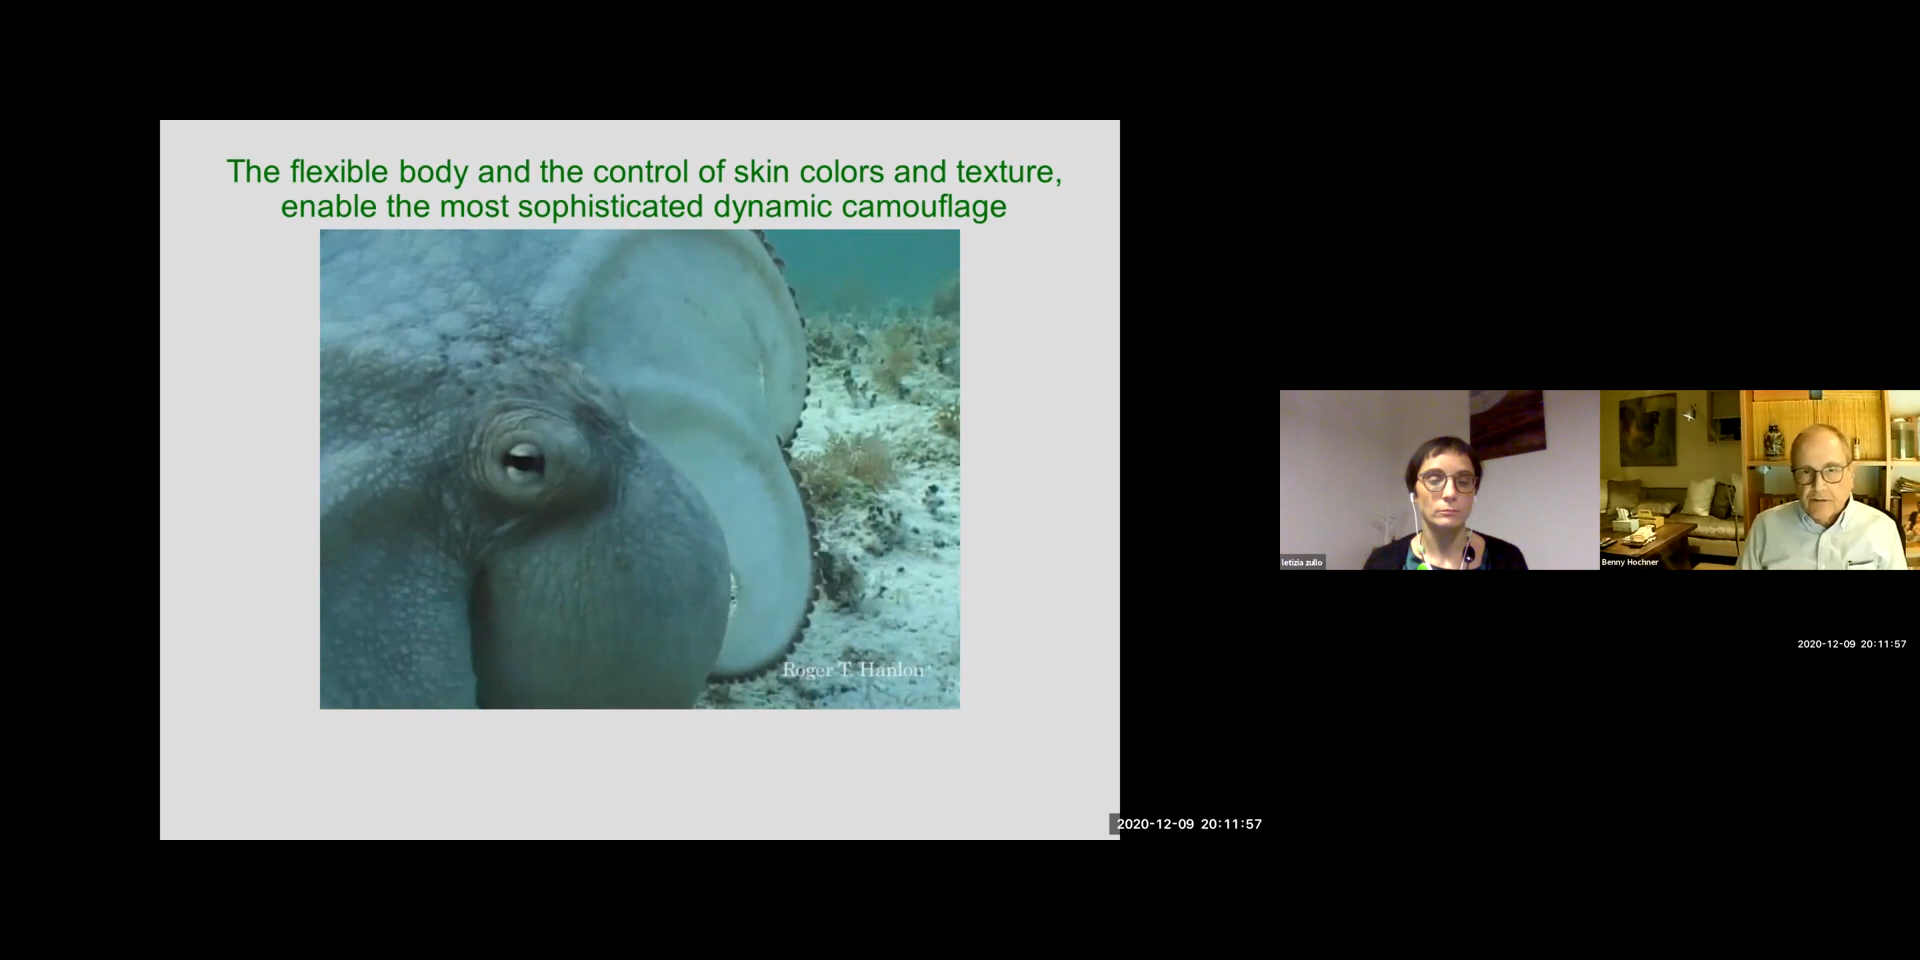 The flexible body and the control of skin colors and texture,
enable the most sophisticated dynamic camouflage
Roger T. Hanlon
letizia zullo
Benny Hochner
2020-12-09 20:11:57
2020-12-09 20:11:57